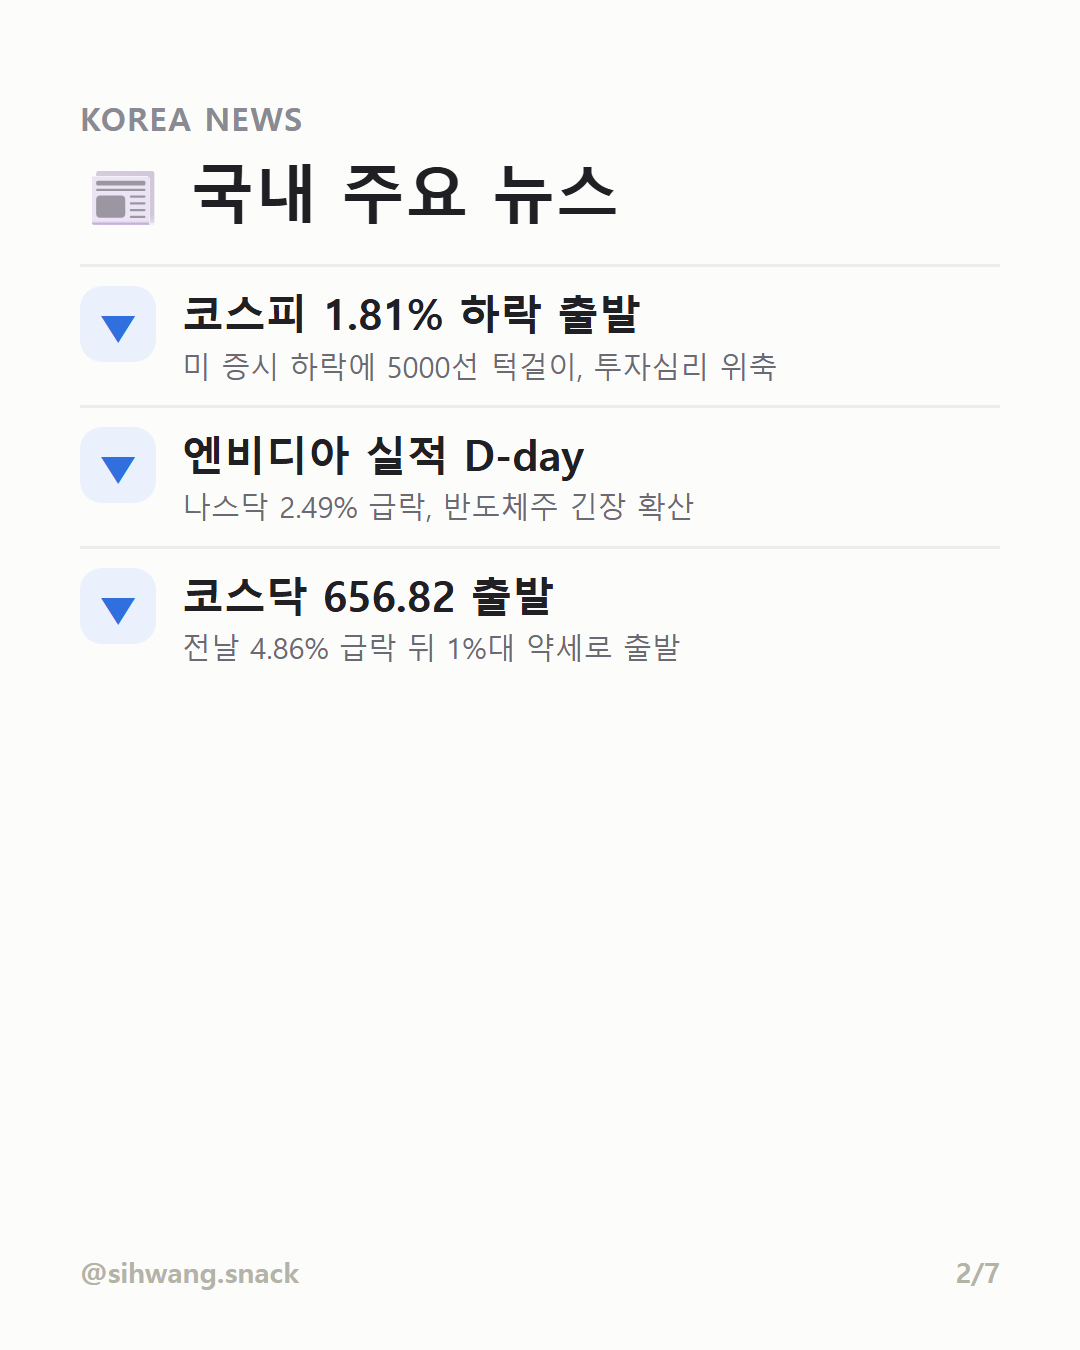 KOREA NEWS
국내 주요 뉴스
코스피 1.81% 하락 출발
미 증시 하락에 5000선 턱걸이, 투자심리 위축
엔비디아 실적 D-day
나스닥 2.49% 급락, 반도체주 긴장 확산
코스닥 656.82 출발
전날 4.86% 급락 뒤 1%대 약세로 출발
@sihwang.snack
2/7